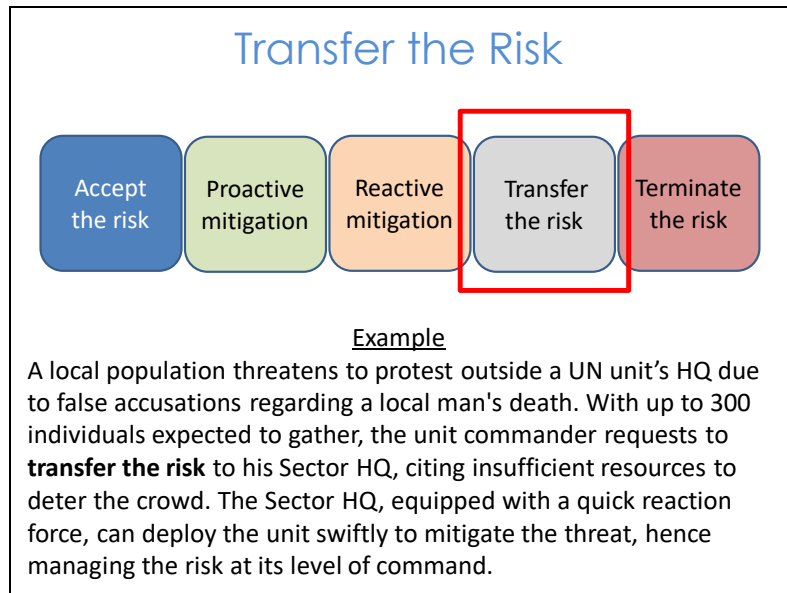 Transfer the Risk
Accept
the risk
Proactive
mitigation
Reactive
mitigation
Transfer
the risk
Terminate
the risk
Example
A local population threatens to protest outside a UN unit’s HQ due
to false accusations regarding a local man's death. With up to 300
individuals expected to gather, the unit commander requests to
transfer the risk to his Sector HQ, citing insufficient resources to
deter the crowd. The Sector HQ, equipped with a quick reaction
force, can deploy the unit swiftly to mitigate the threat, hence
managing the risk at its level of command.